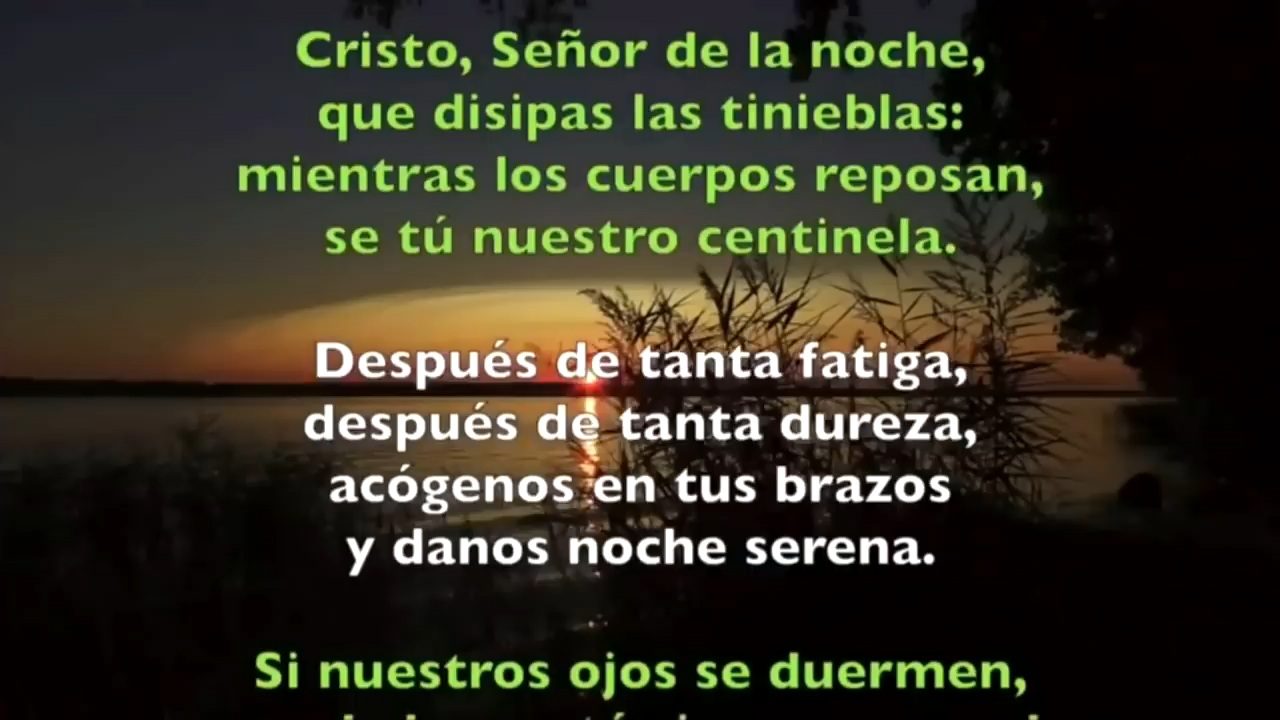 Cristo, Señor de la noche,
que disipas las tinieblas:
mientras los cuerpos reposan,
se tú nuestro centinela.
Después de tanta fatiga,
después de tanta dureza,
acógenos en tus brazos
y danos noche serena.
Si nuestros ojos se duermen,